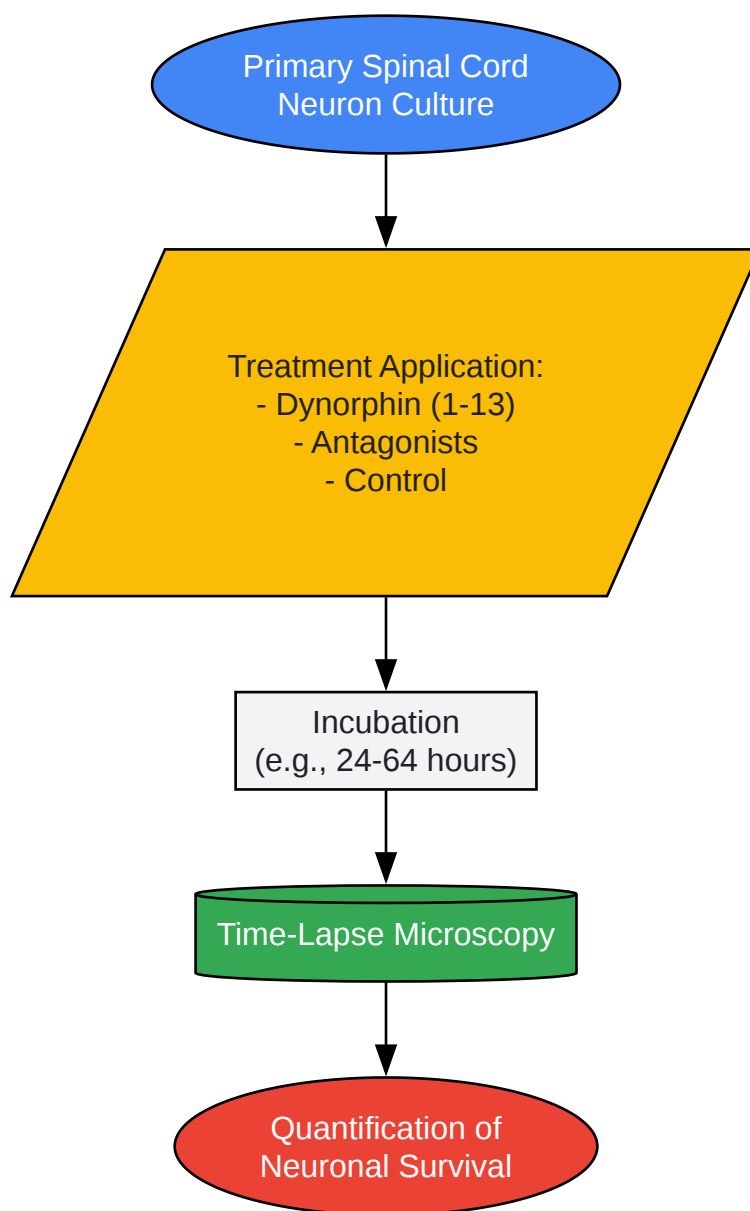 Primary Spinal Cord
Neuron Culture
Treatment Application:
- Dynorphin (1-13)
- Antagonists
- Control
Incubation
(e.g., 24-64 hours)
Time-Lapse Microscopy
Quantification of
Neuronal Survival